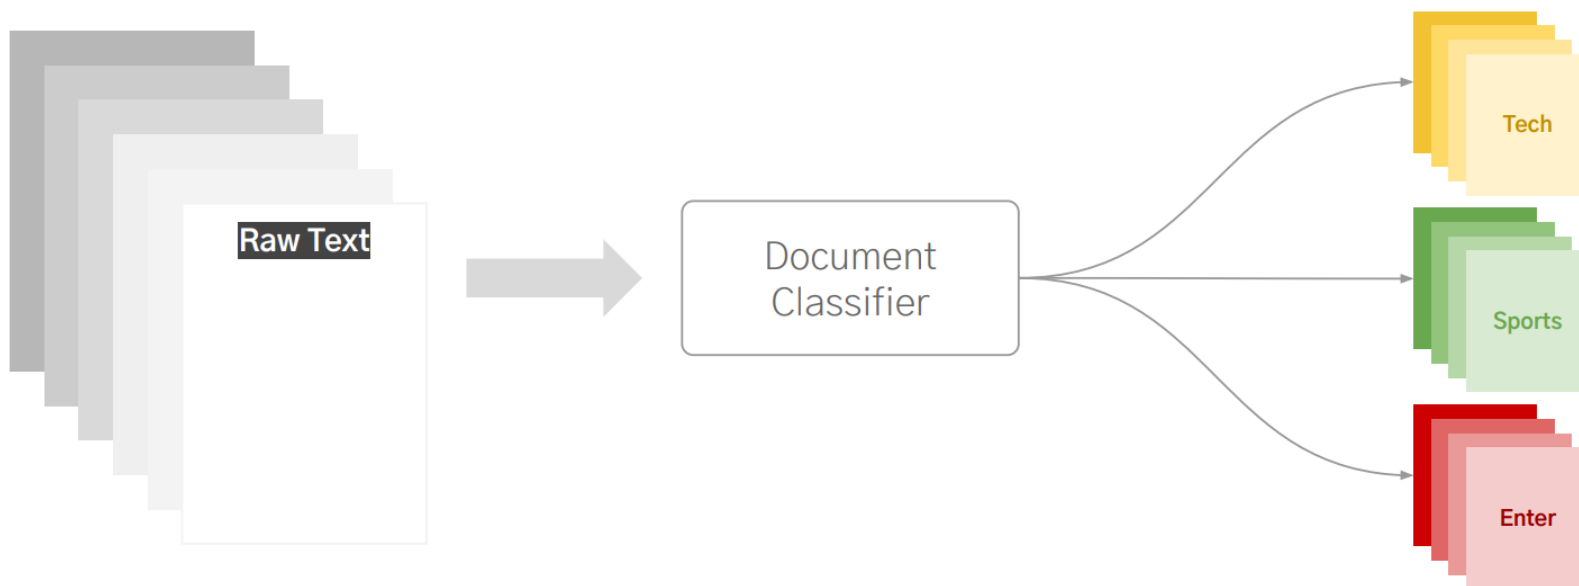 Raw Text
Document
Classifier
Tech
Sports
Enter